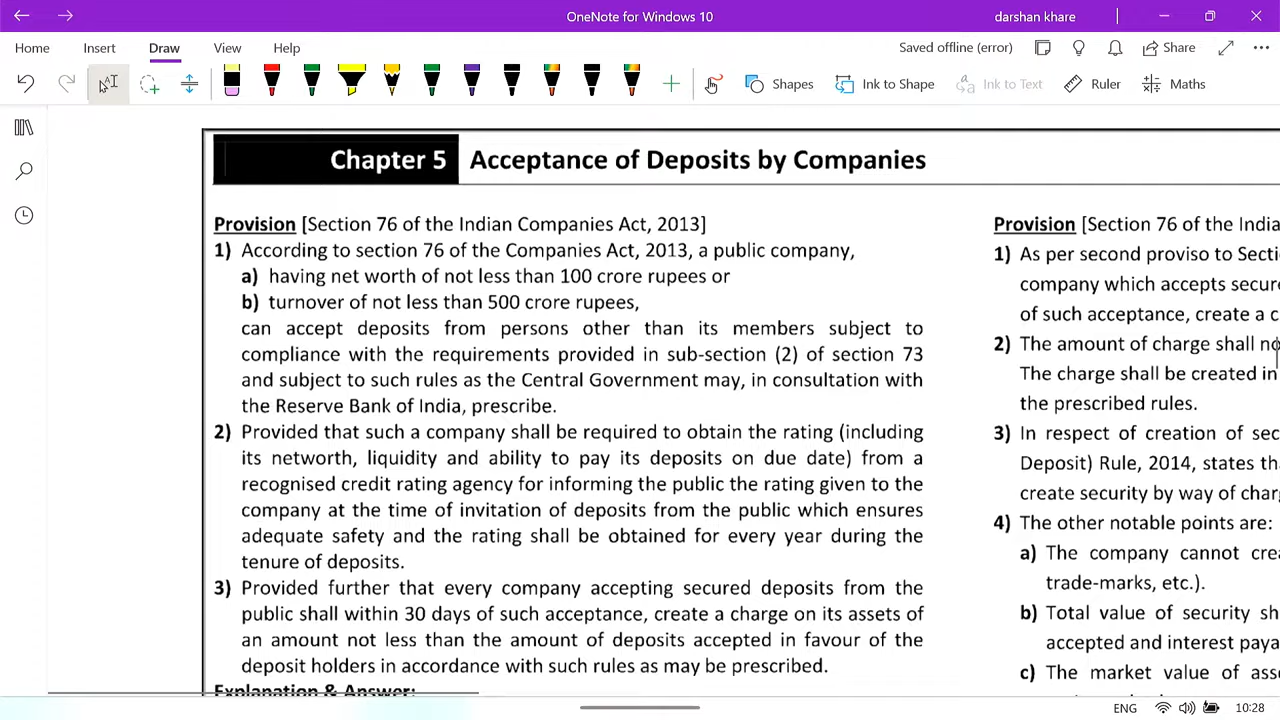 OneNote for Windows 10
darshan khare
Home
Insert
Draw
View
Help
Saved offline (error)
Share
Shapes
Ink to Shape
Ink to Text
Ruler
Maths
Chapter 5
Acceptance of Deposits by Companies
Provision [Section 76 of the Indian Companies Act, 2013]
1) According to section 76 of the Companies Act, 2013, a public company,
a) having net worth of not less than 100 crore rupees or
b) turnover of not less than 500 crore rupees,
can accept deposits from persons other than its members subject to
compliance with the requirements provided in sub-section (2) of section 73
and subject to such rules as the Central Government may, in consultation with
the Reserve Bank of India, prescribe.
2) Provided that such a company shall be required to obtain the rating (including
its networth, liquidity and ability to pay its deposits on due date) from a
recognised credit rating agency for informing the public the rating given to the
company at the time of invitation of deposits from the public which ensures
adequate safety and the rating shall be obtained for every year during the
tenure of deposits.
3) Provided further that every company accepting secured deposits from the
public shall within 30 days of such acceptance, create a charge on its assets of
an amount not less than the amount of deposits accepted in favour of the
deposit holders in accordance with such rules as may be prescribed.
Explanation & Answer:
Provision [Section 76 of the India
1) As per second proviso to Secti
company which accepts secure
of such acceptance, create a c
2) The amount of charge shall no
The charge shall be created in
the prescribed rules.
3) In respect of creation of sec
Deposit) Rule, 2014, states tha
create security by way of charg
4) The other notable points are:
a) The company cannot crea
trade-marks, etc.).
b) Total value of security sh
accepted and interest paya
c) The market value of asse
ENG
10:28